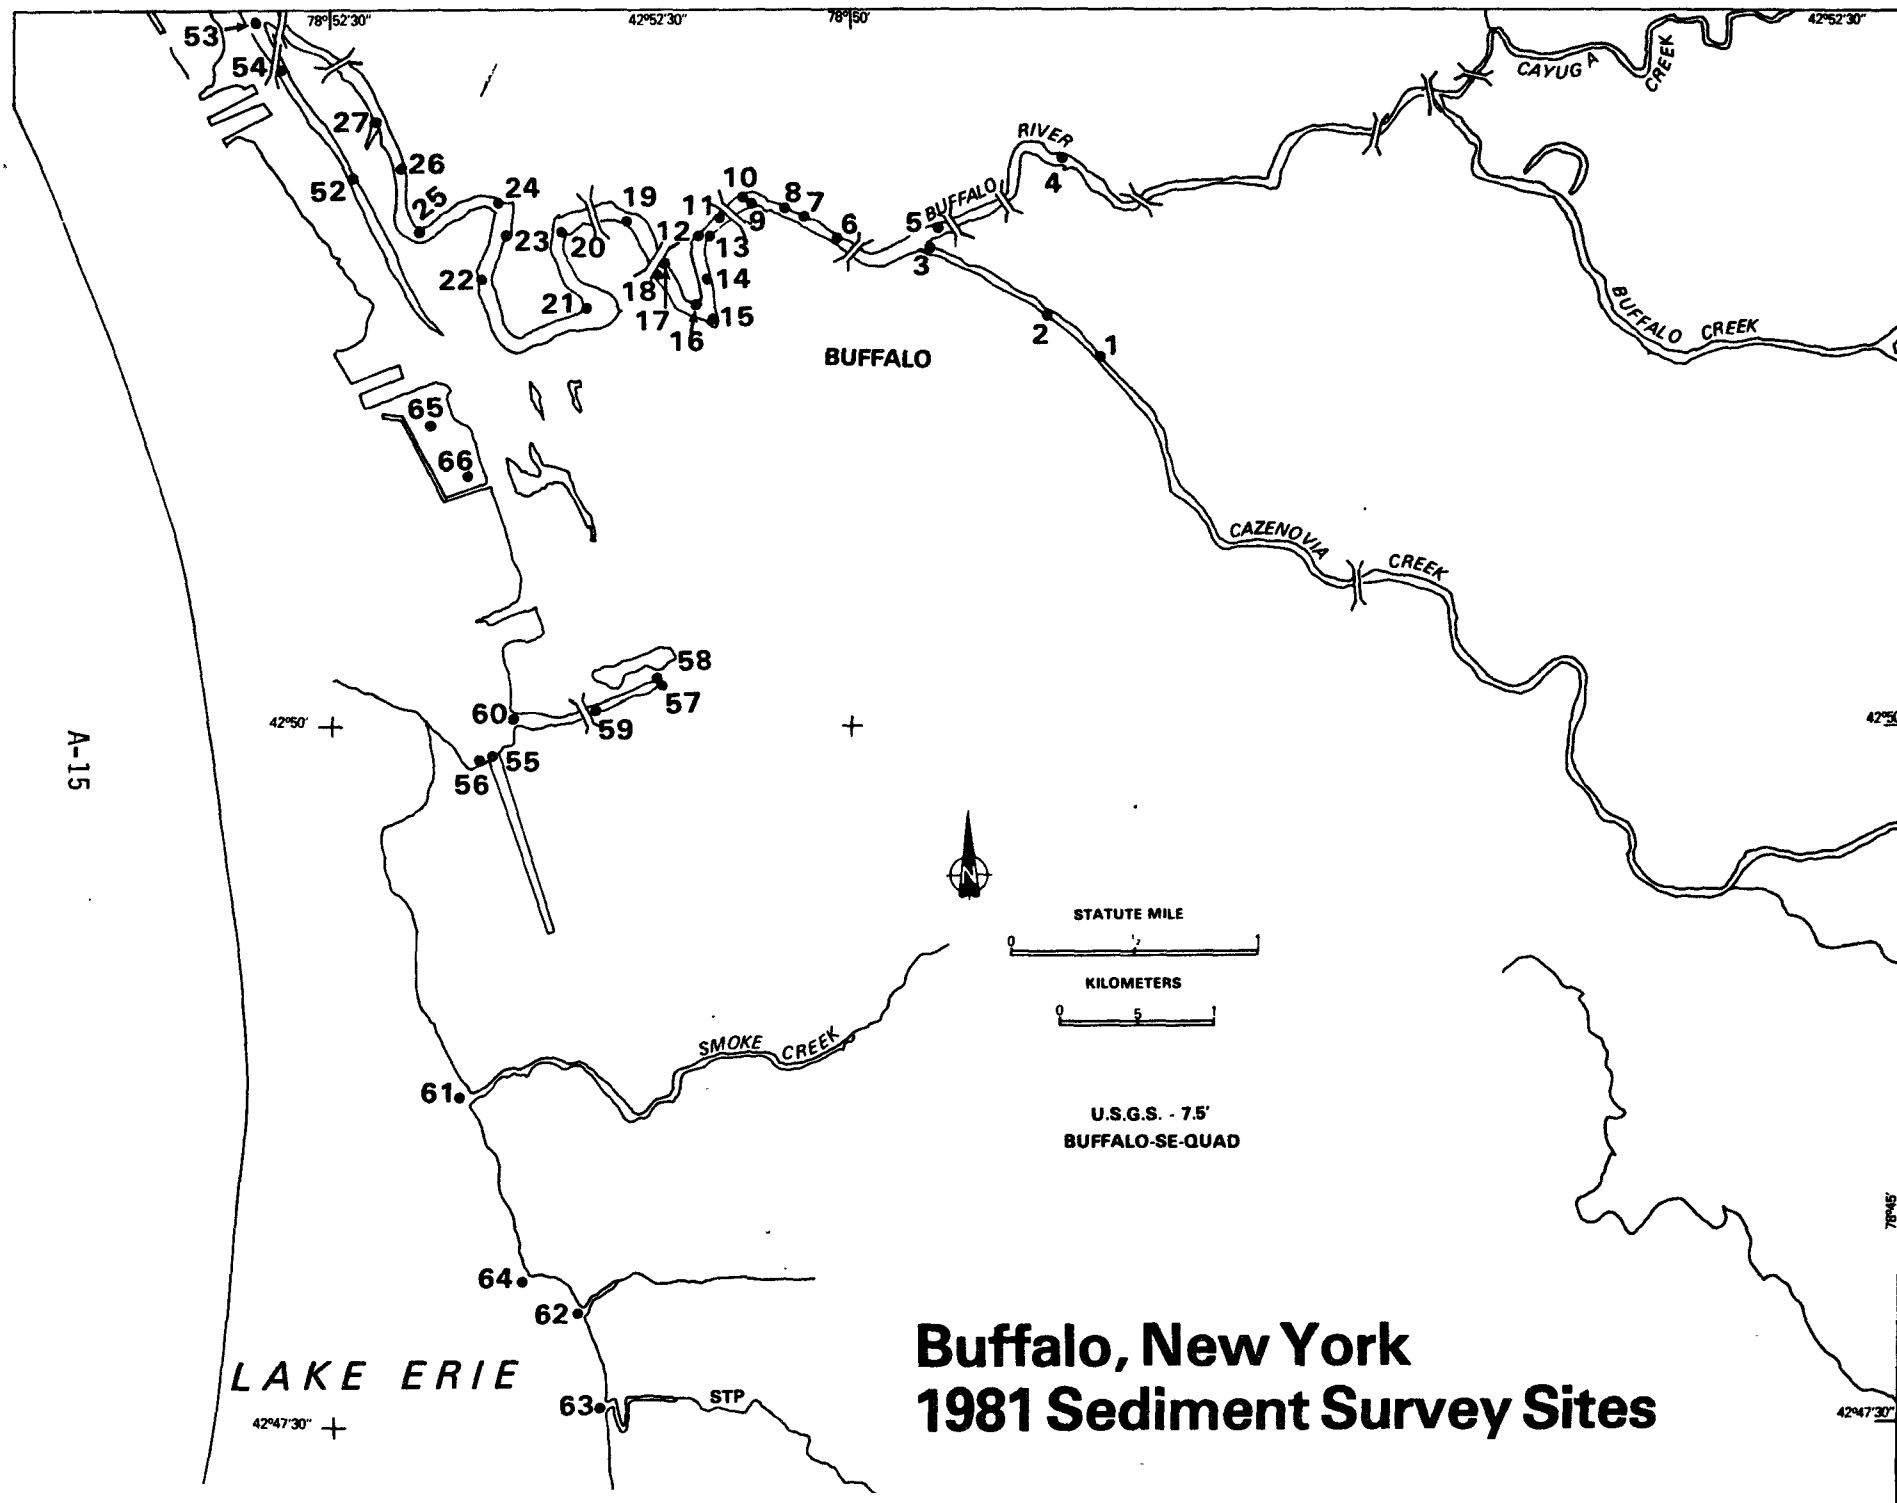 78°52'30"
42°52'30"
78°50'
42°52'30"
53
54
27
26
52
25
24
23
22
20
19
21
18
17
16
15
14
13
12
11
10
9
8
7
6
5
BUFFALO RIVER
4
3
2
1
CAYUGA CREEK
BUFFALO CREEK
BUFFALO
65
66
CAZENOVIA CREEK
58
57
60
59
42°50'
42°50
55
56
A-15
N
STATUTE MILE
0 ½ 1
KILOMETERS
0 5 1
SMOKE CREEK
61
U.S.G.S. - 7.5'
BUFFALO-SE-QUAD
78°45'
64
62
LAKE ERIE
63
STP
42°47'30"
42°47'30"
Buffalo, New York
1981 Sediment Survey Sites